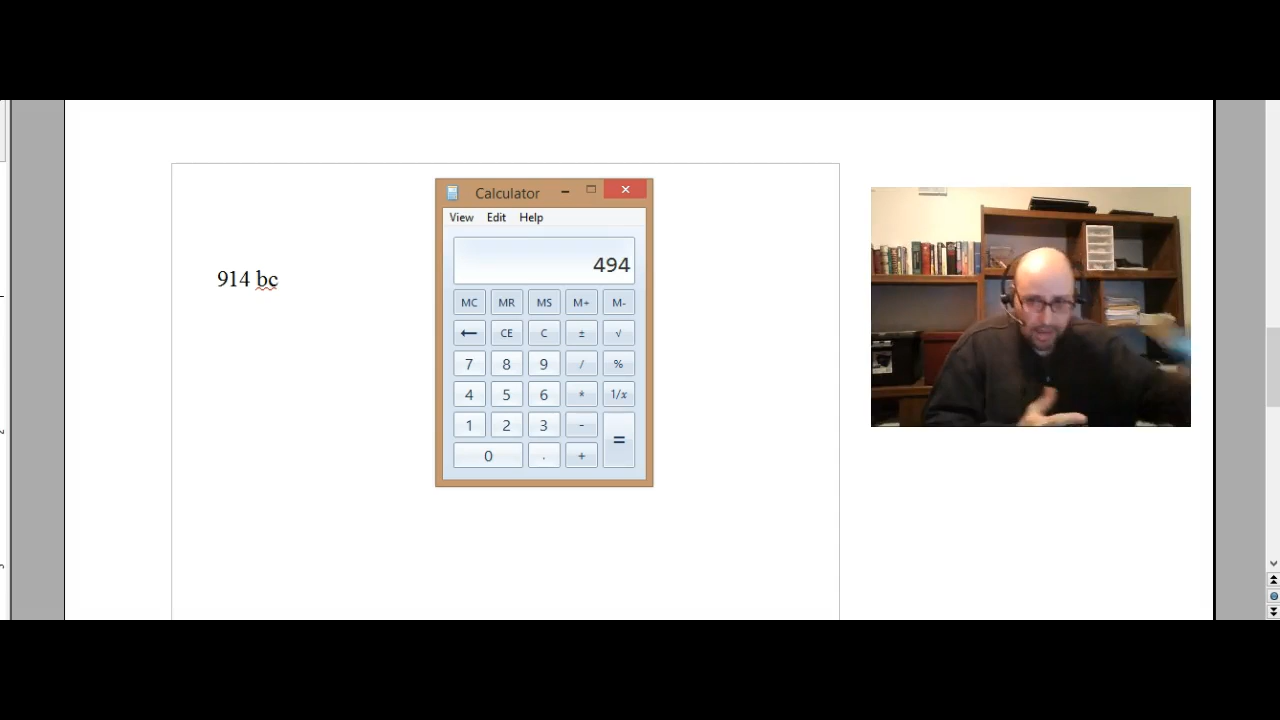 914 bc
Calculator
View Edit Help
494
MC MR MS M+ M-
← CE C ± √
7 8 9 / %
4 5 6 * 1/x
1 2 3 - =
0 . +